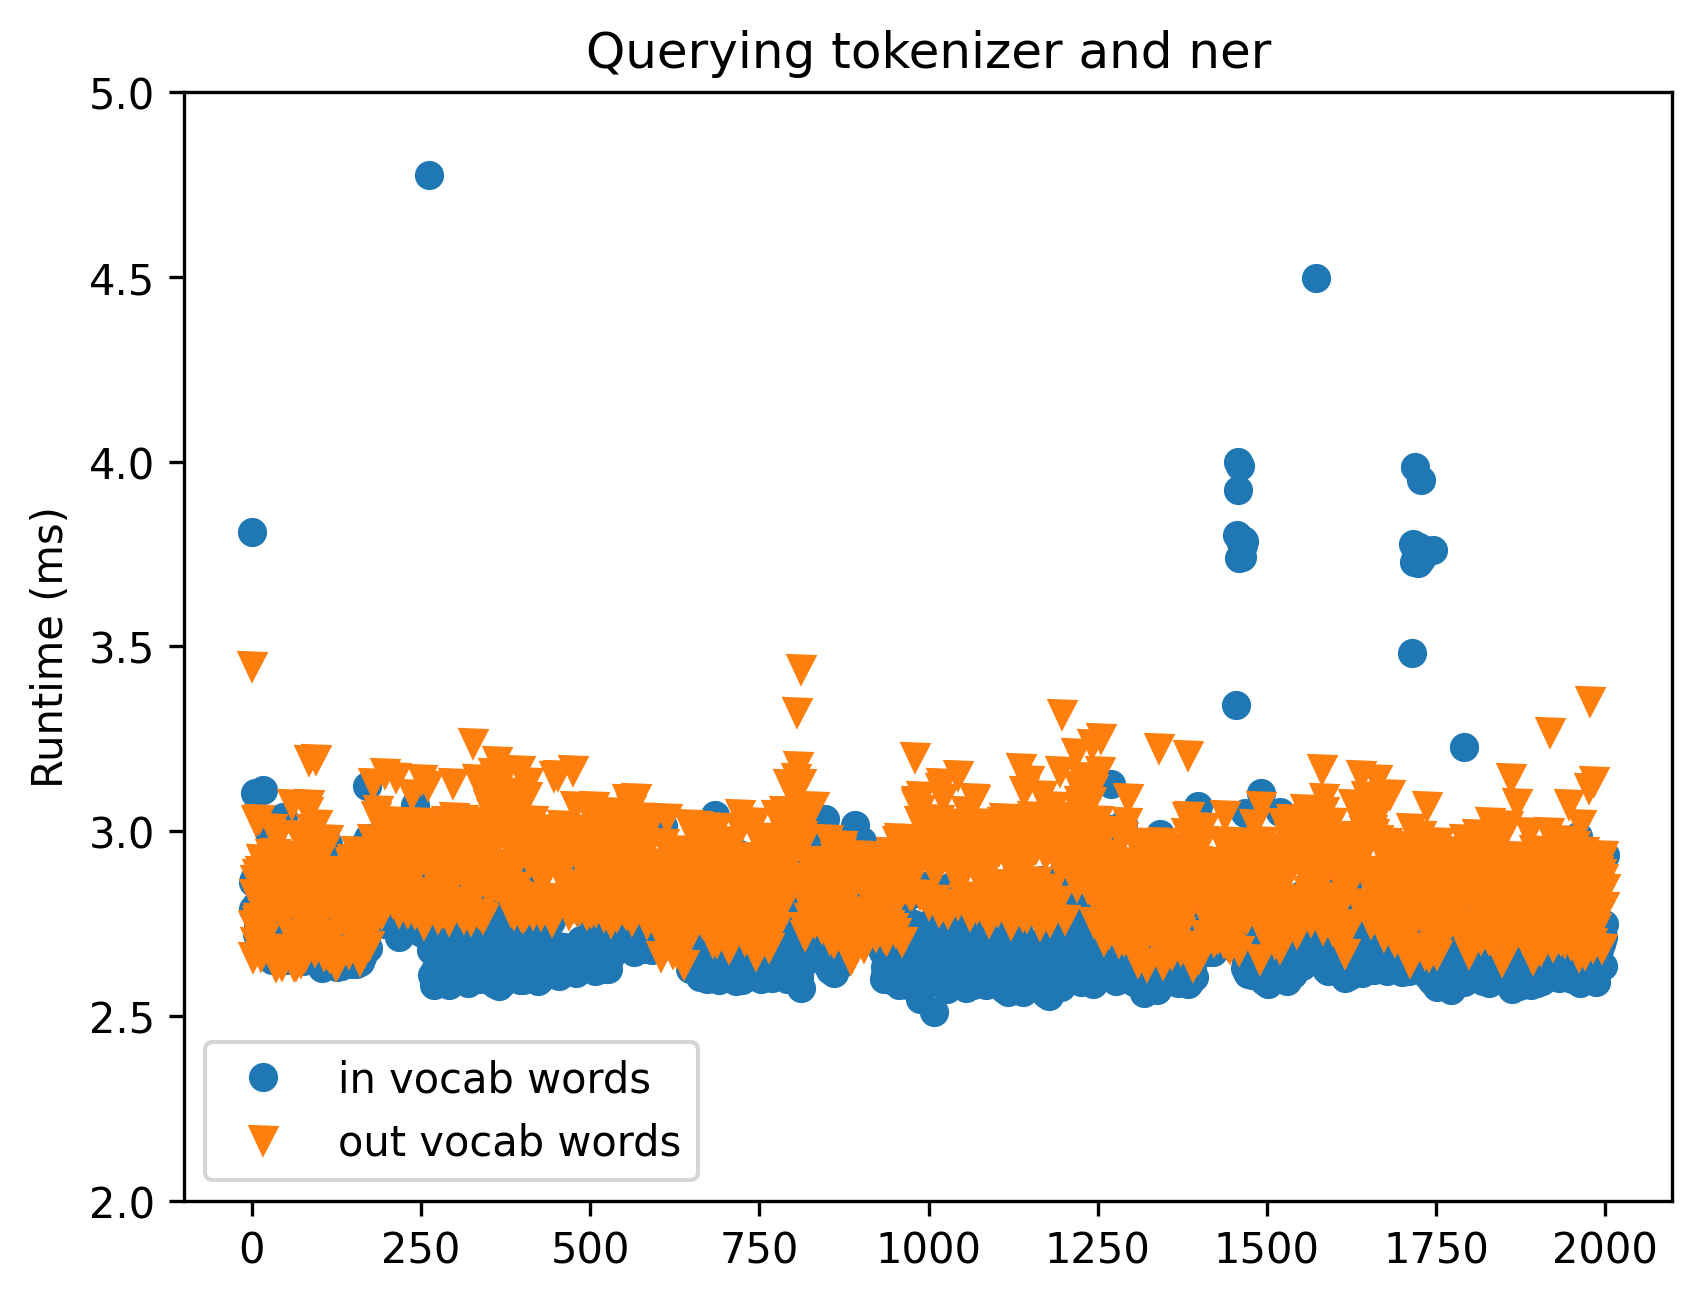 Querying tokenizer and ner
5.0
4.5
4.0
3.5
3.0
2.5
2.0
Runtime (ms)
in vocab words
out vocab words
0 250 500 750 1000 1250 1500 1750 2000